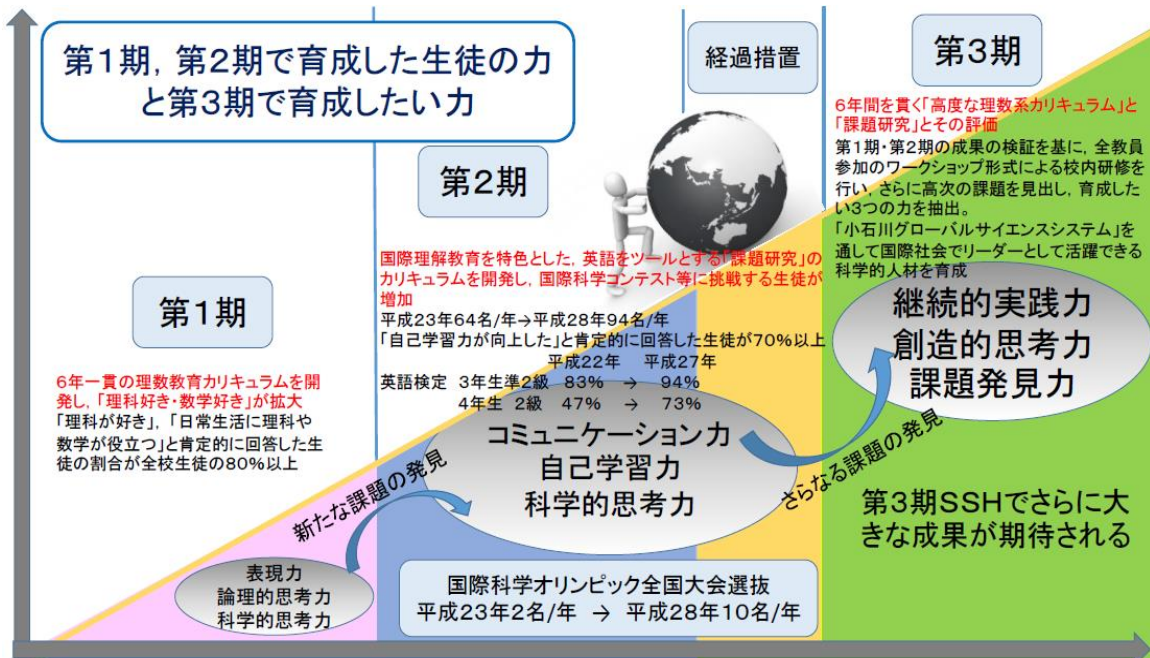 第1期，第2期で育成した生徒の力
と第3期で育成したい力
第1期
6年一貫の理数教育カリキュラムを開
発し、「理科好き・数学好き」が拡大
「理科が好き」、「日常生活に理科や
数学が役立つ」と肯定的に回答した生
徒の割合が全校生徒の80％以上
表現力
論理的思考力
科学的思考力
新たな課題の発見
第2期
国際理解教育を特色とした，英語をツールとする「課題研究」の
カリキュラムを開発し，国際科学コンテスト等に挑戦する生徒が
増加
平成23年64名/年→平成28年94名/年
「自己学習力が向上した」と肯定的に回答した生徒が70％以上
平成22年 平成27年
英語検定 3年生準2級 83％ → 94％
4年生 2級 47％ → 73％
コミュニケーション力
自己学習力
科学的思考力
国際科学オリンピック全国大会選抜
平成23年2名/年 → 平成28年10名/年
さらなる課題の発見
経過措置
第3期
6年間を貫く「高度な理数系カリキュラム」と
「課題研究」とその評価
第1期・第2期の成果の検証を基に，全教員
参加のワークショップ形式による校内研修を
行い，さらに高次の課題を見出し，育成した
い3つの力を抽出。
「小石川グローバルサイエンスシステム」を
通して国際社会でリーダーとして活躍できる
科学的人材を育成
継続的実践力
創造的思考力
課題発見力
第3期SSHでさらに大
きな成果が期待される